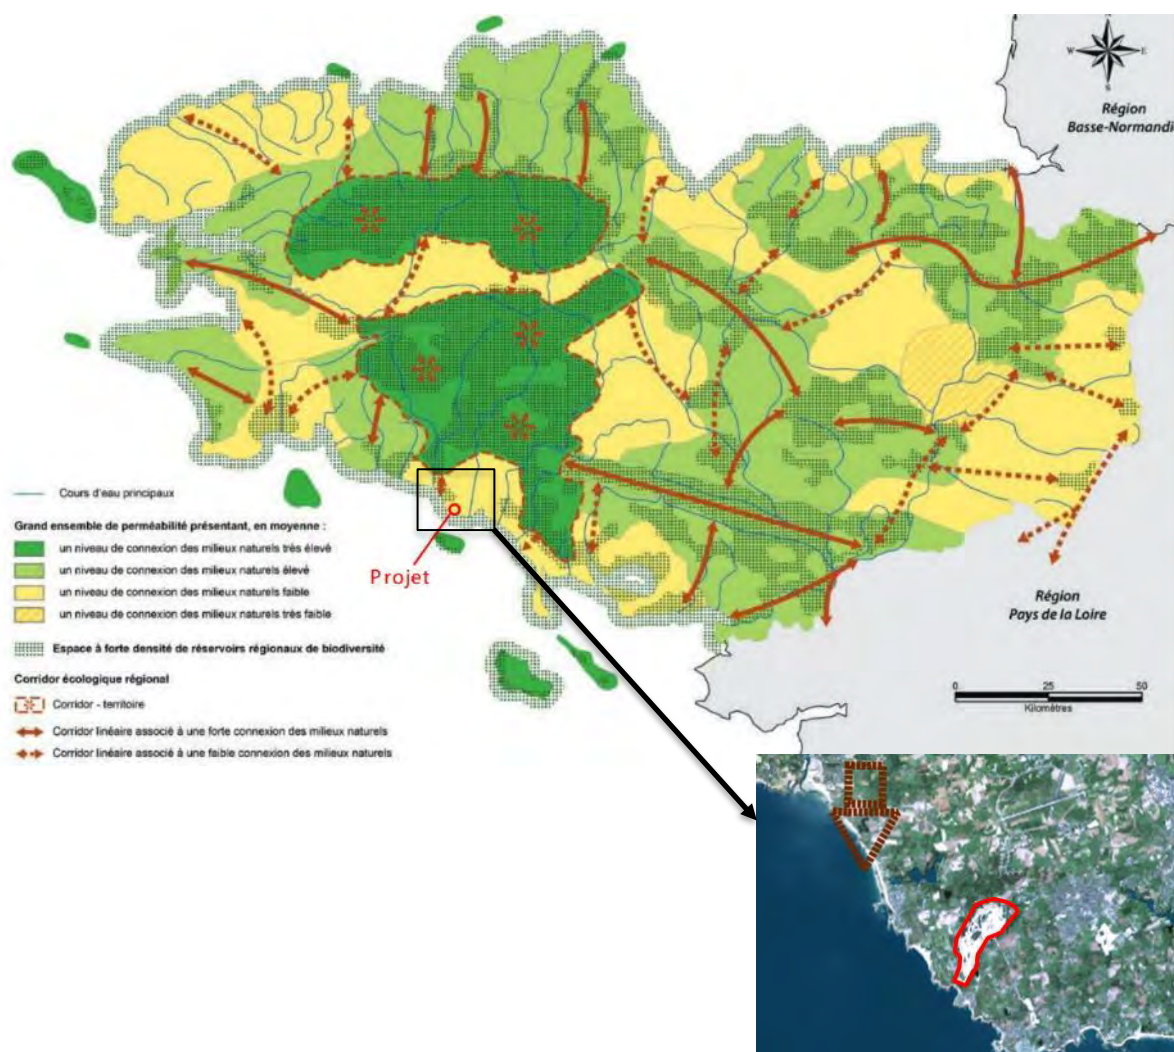 N
W
E
S
Région
Basse-Normandi
Cours d'eau principaux
Grand ensemble de perméabilité présentant, en moyenne :
un niveau de connexion des milieux naturels très élevé
un niveau de connexion des milieux naturels élevé
un niveau de connexion des milieux naturels faible
un niveau de connexion des milieux naturels très faible
Espace à forte densité de réservoirs régionaux de biodiversité
Corridor écologique régional
Corridor - territoire
Corridor linéaire associé à une forte connexion des milieux naturels
Corridor linéaire associé à une faible connexion des milieux naturels
Projet
Région
Pays de la Loire
0 25 50
Kilomètres